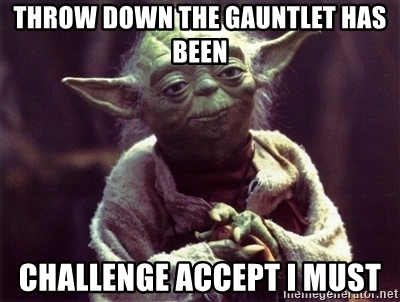 THROW DOWN THE GAUNTLET HAS
BEEN
CHALLENGE ACCEPT I MUST
memegenerator.net